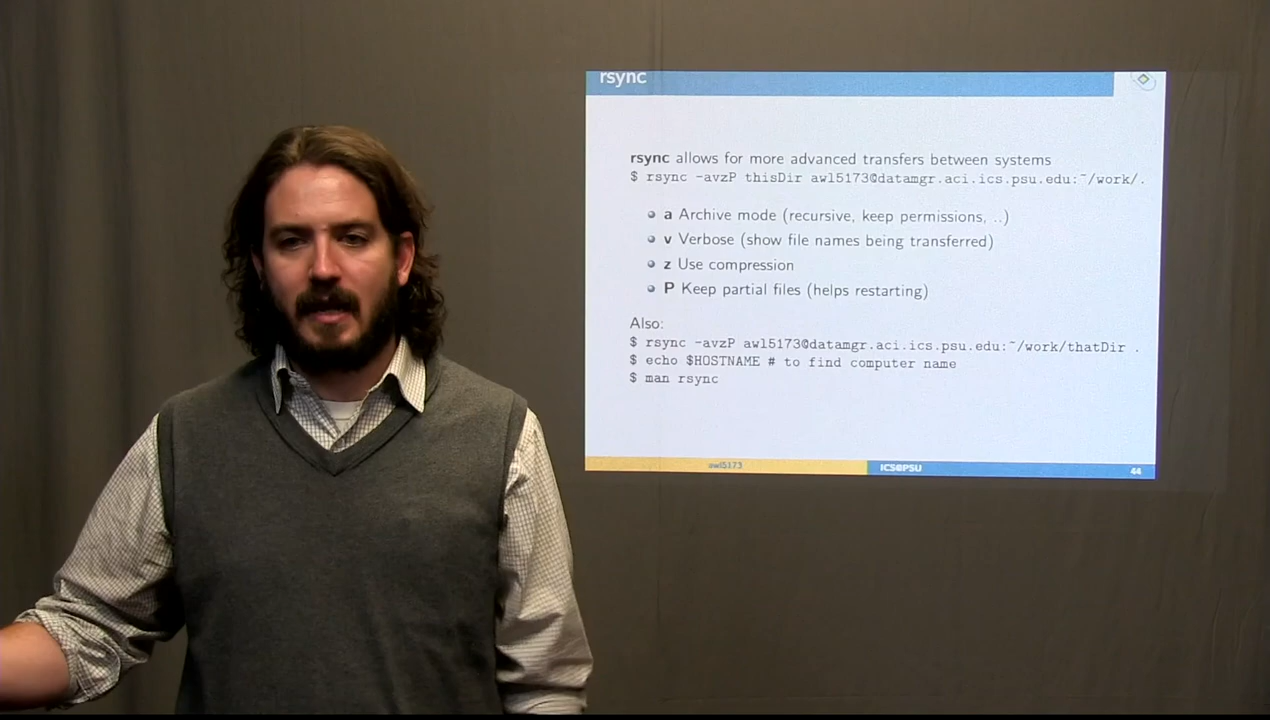 rsync
rsync allows for more advanced transfers between systems
$ rsync -avzP thisDir awl5173@datamgr.aci.ics.psu.edu:~/work/.
a Archive mode (recursive, keep permissions, ..)
v Verbose (show file names being transferred)
z Use compression
P Keep partial files (helps restarting)
Also:
$ rsync -avzP awl5173@datamgr.aci.ics.psu.edu:~/work/thatDir .
$ echo $HOSTNAME # to find computer name
$ man rsync
awl5173 ICS@PSU 44